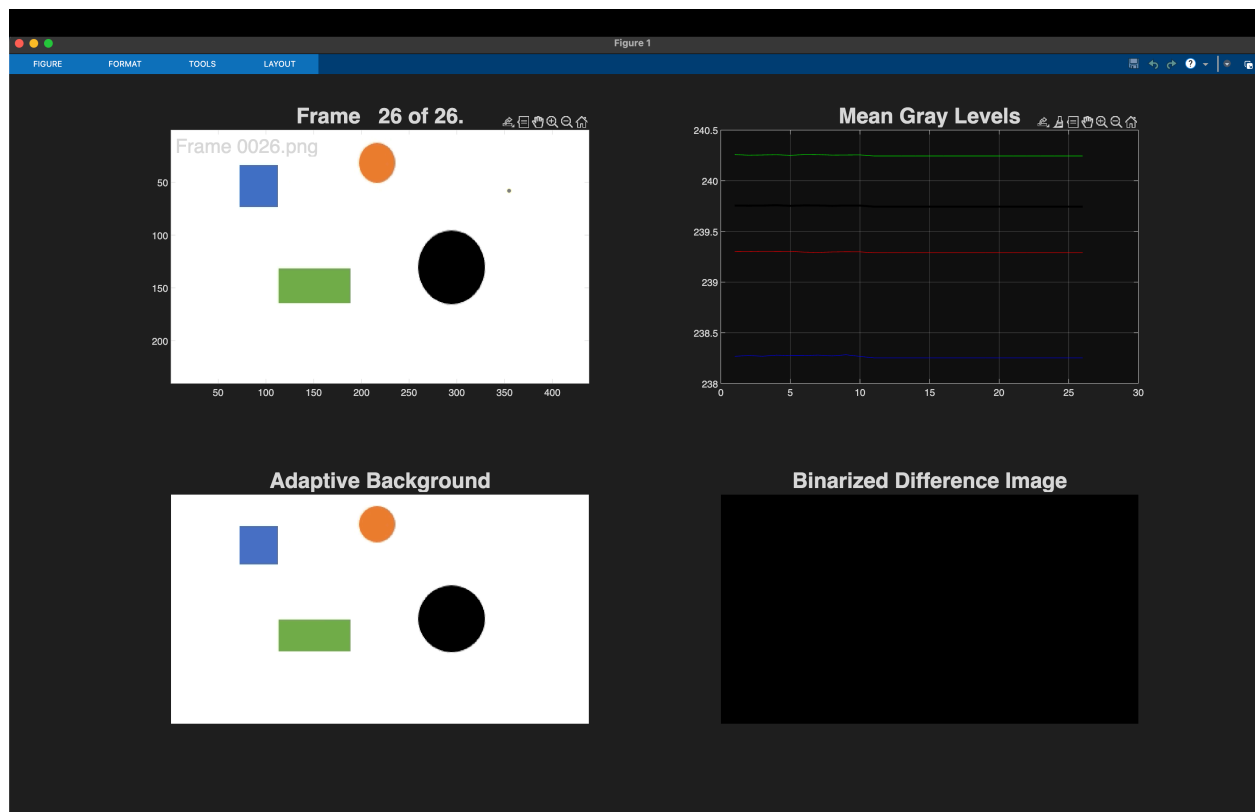 Figure 1
FIGURE FORMAT TOOLS LAYOUT
Frame 26 of 26.
Frame 0026.png
50
100
150
200
50 100 150 200 250 300 350 400
Mean Gray Levels
240.5
240
239.5
239
238.5
238
0 5 10 15 20 25 30
Adaptive Background
Binarized Difference Image